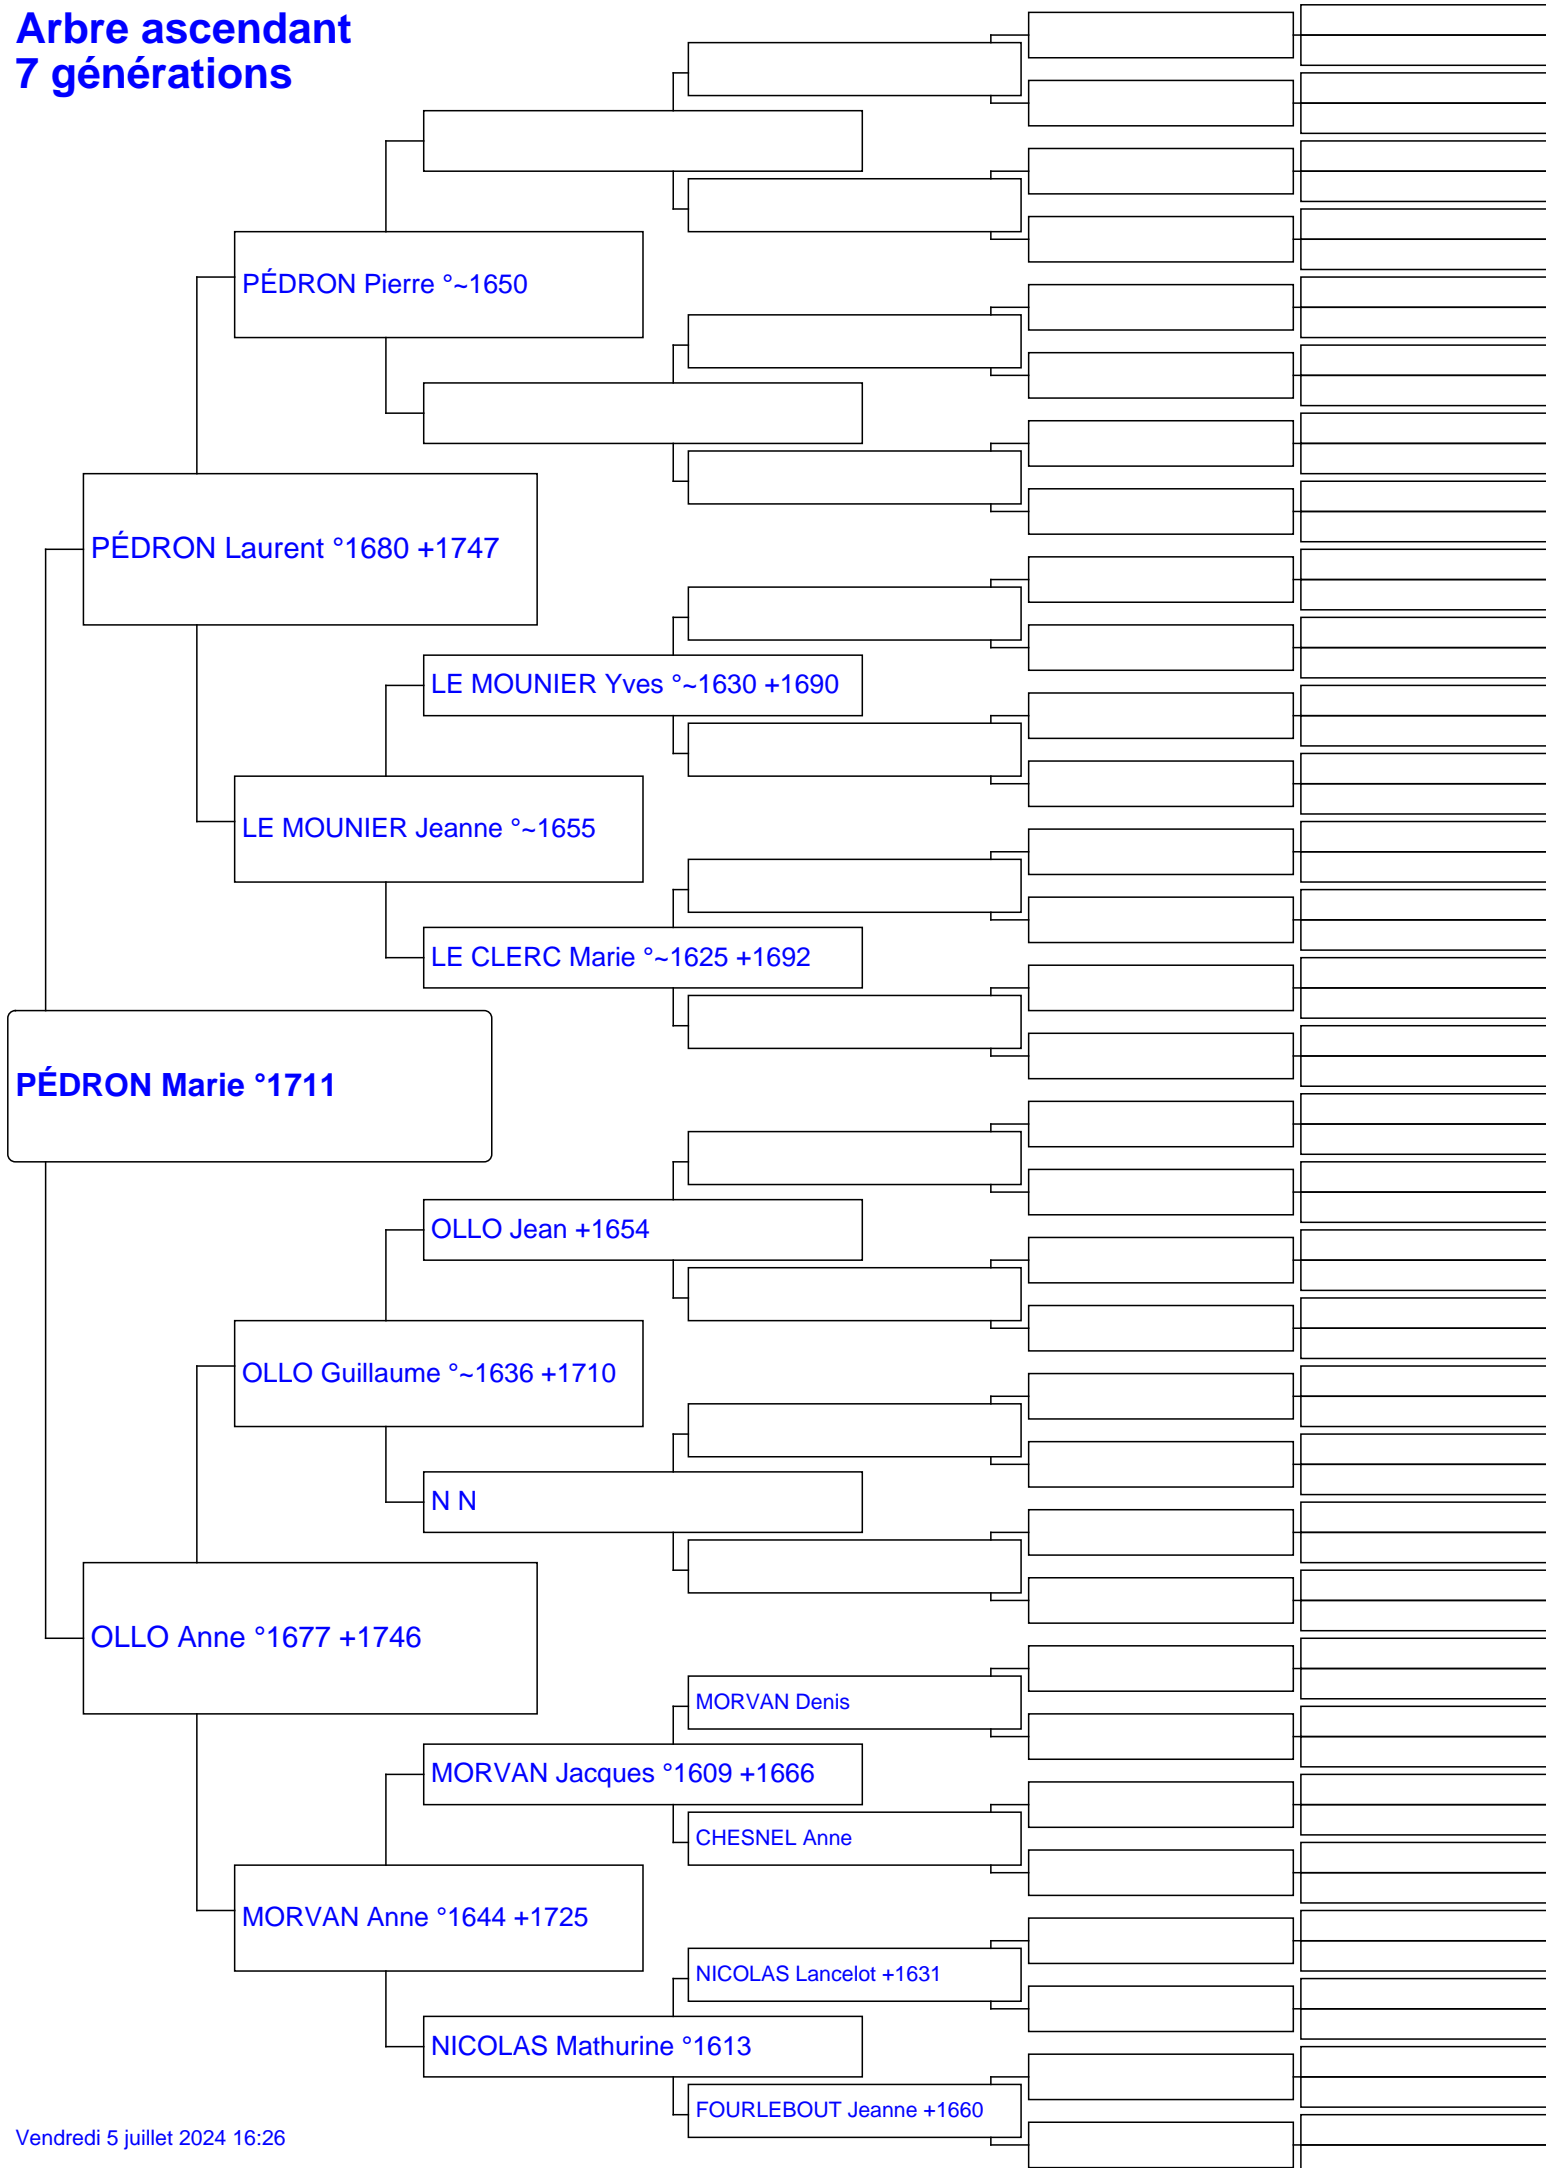 Arbre ascendant
7 générations
PÉDRON Pierre °~1650
PÉDRON Laurent °1680 +1747
LE MOUNIER Yves °~1630 +1690
LE MOUNIER Jeanne °~1655
LE CLERC Marie °~1625 +1692
PÉDRON Marie °1711
OLLO Jean +1654
OLLO Guillaume °~1636 +1710
N N
OLLO Anne °1677 +1746
MORVAN Denis
MORVAN Jacques °1609 +1666
CHESNEL Anne
MORVAN Anne °1644 +1725
NICOLAS Lancelot +1631
NICOLAS Mathurine °1613
FOURLEBOUT Jeanne +1660
Vendredi 5 juillet 2024 16:26